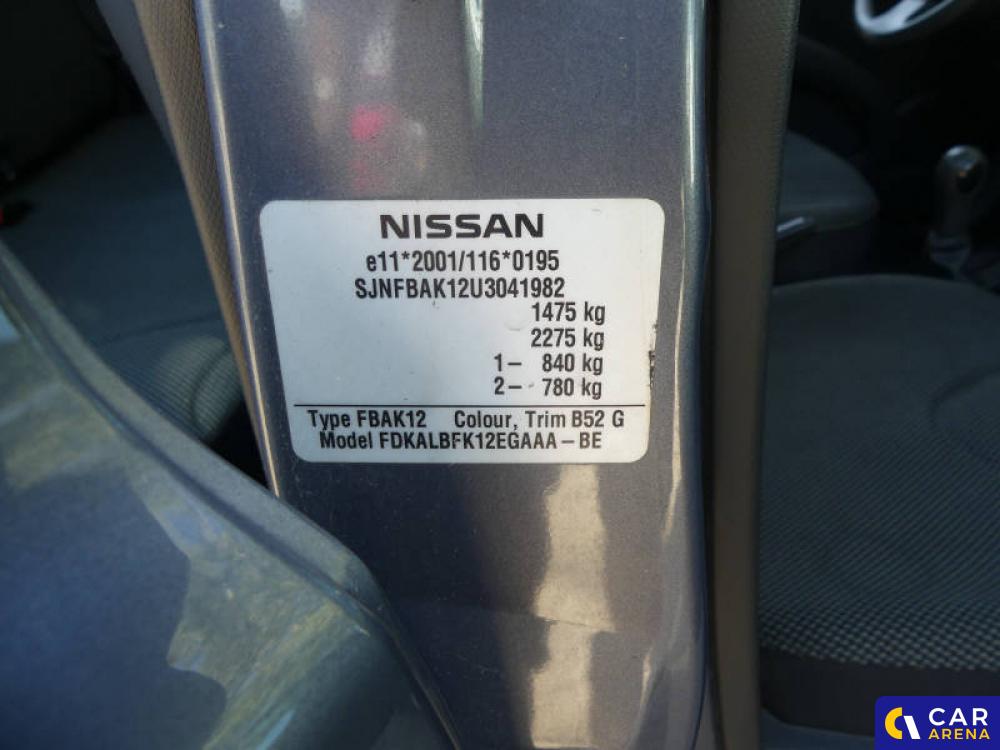 NISSAN
e11*2001/116*0195
SJNFBAK12U3041982
1475 kg
2275 kg
1- 840 kg
2- 780 kg
Type FBAK12 Colour, Trim B52 G
Model FDKALBFK12EGAAA-BE
CAR
ARENA